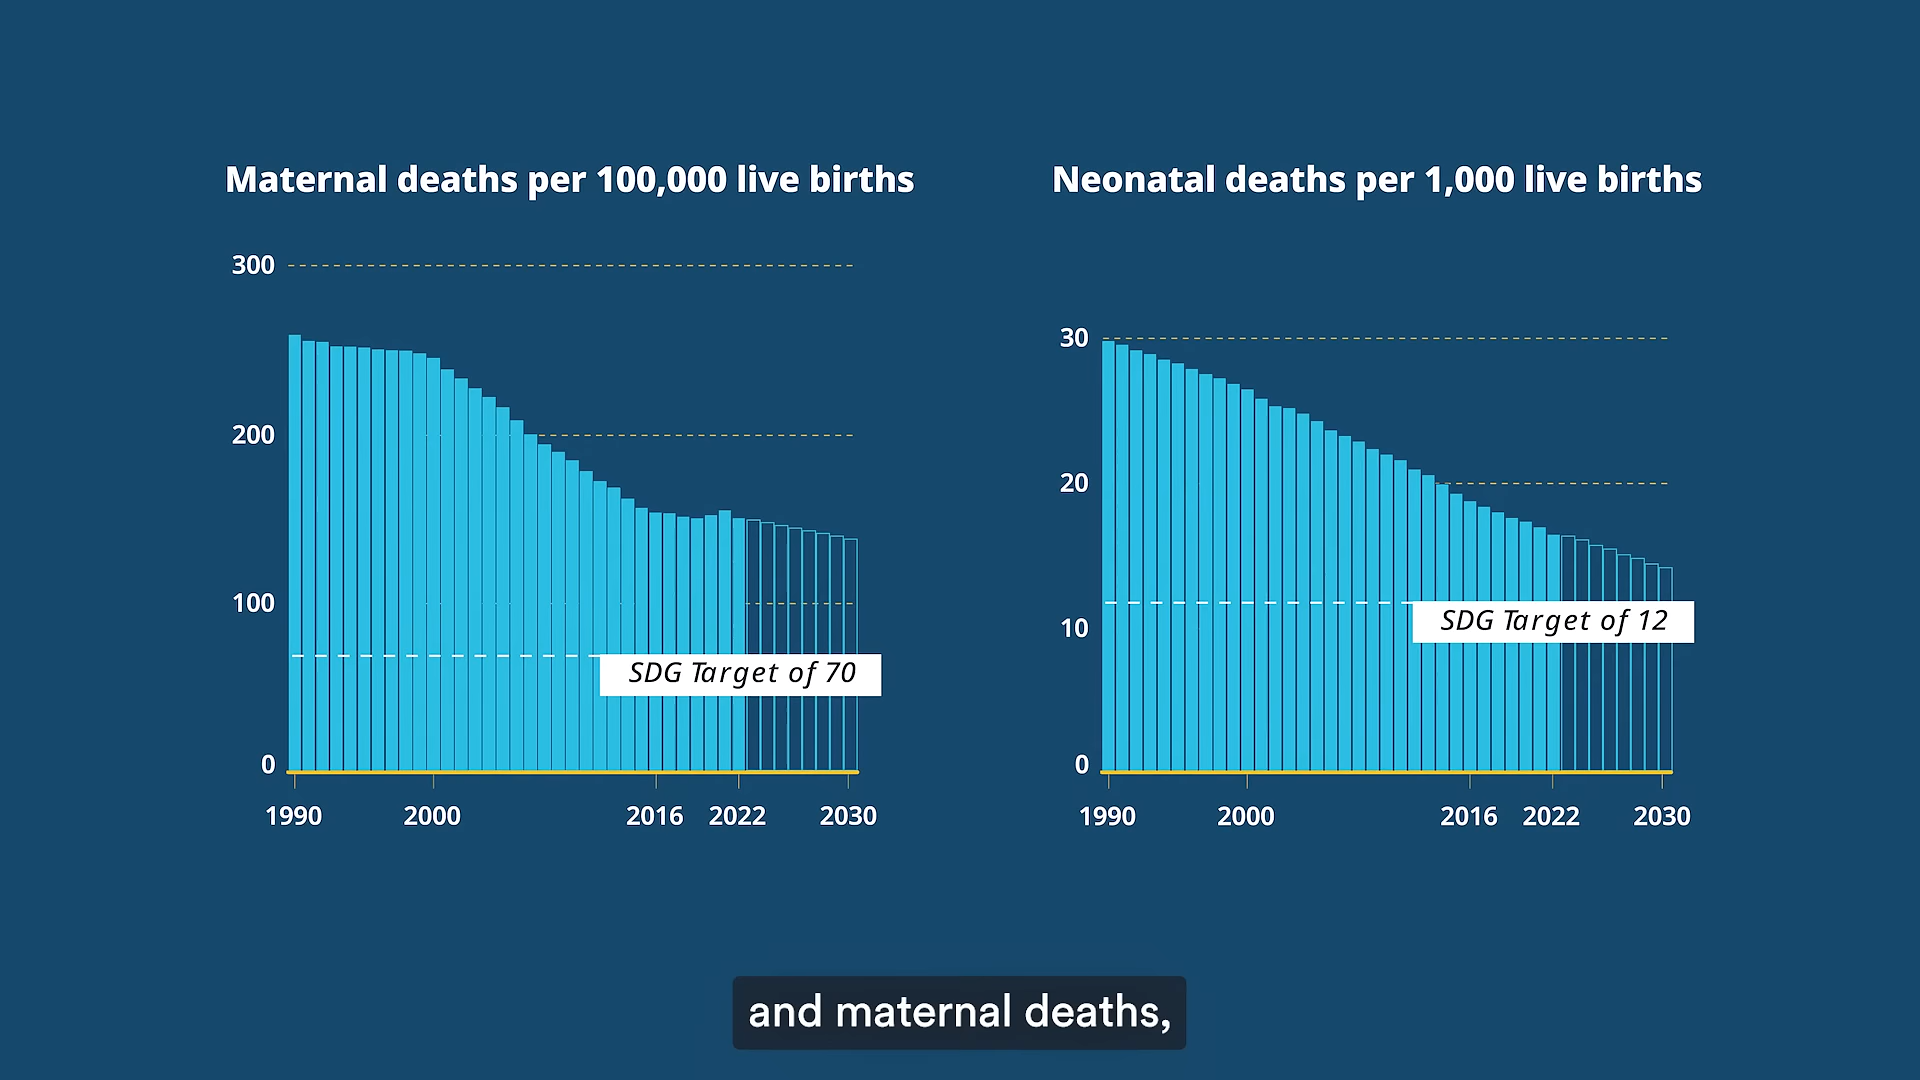 Maternal deaths per 100,000 live births
300
200
100
0
SDG Target of 70
1990 2000 2016 2022 2030
Neonatal deaths per 1,000 live births
30
20
10
0
SDG Target of 12
1990 2000 2016 2022 2030
and maternal deaths,